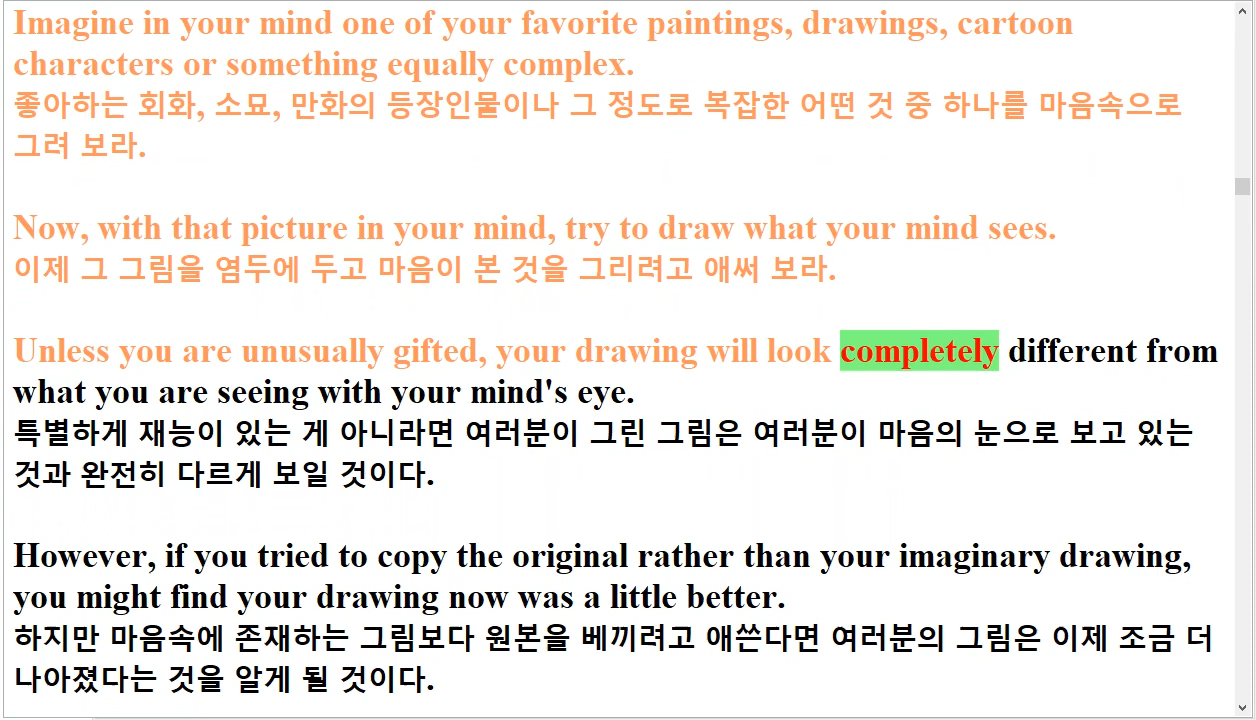 Imagine in your mind one of your favorite paintings, drawings, cartoon
characters or something equally complex.
좋아하는 회화, 소묘, 만화의 등장인물이나 그 정도로 복잡한 어떤 것 중 하나를 마음속으로
그려 보라.
Now, with that picture in your mind, try to draw what your mind sees.
이제 그 그림을 염두에 두고 마음이 본 것을 그리려고 애써 보라.
Unless you are unusually gifted, your drawing will look completely different from
what you are seeing with your mind's eye.
특별하게 재능이 있는 게 아니라면 여러분이 그린 그림은 여러분이 마음의 눈으로 보고 있는
것과 완전히 다르게 보일 것이다.
However, if you tried to copy the original rather than your imaginary drawing,
you might find your drawing now was a little better.
하지만 마음속에 존재하는 그림보다 원본을 베끼려고 애쓴다면 여러분의 그림은 이제 조금 더
나아졌다는 것을 알게 될 것이다.